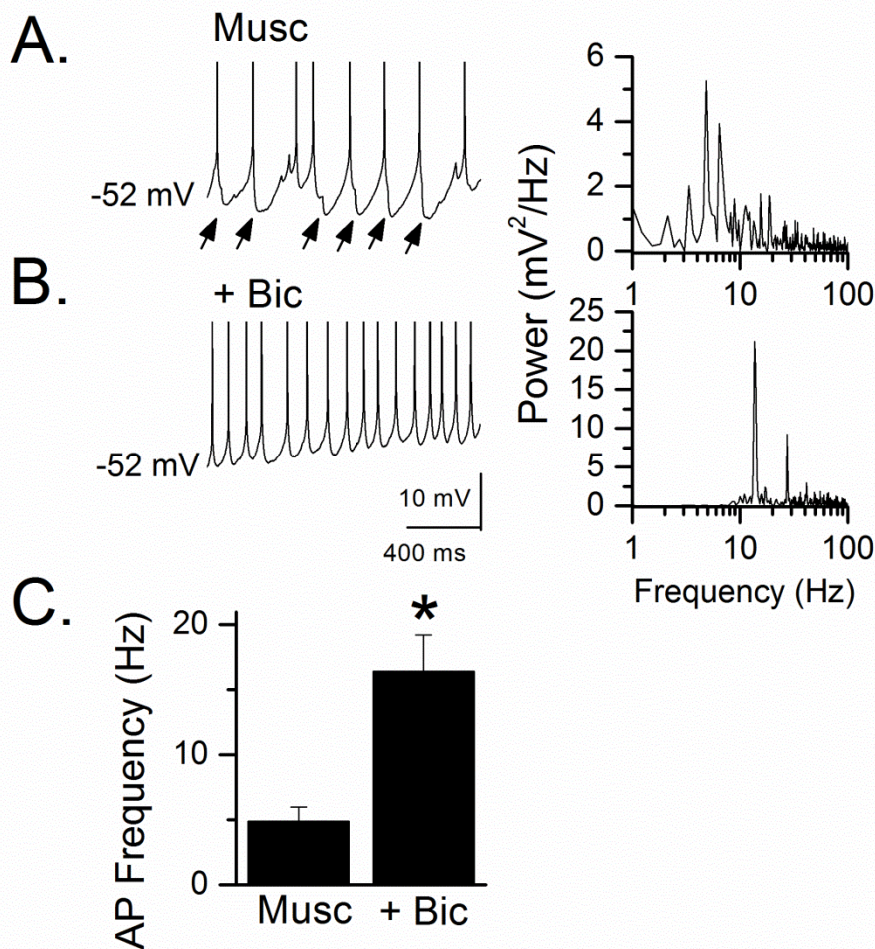 A.
Musc
-52 mV
B.
+ Bic
-52 mV
10 mV
400 ms
Power (mV²/Hz)
6
4
2
0
1
10
100
25
20
15
10
5
0
1
10
100
Frequency (Hz)
C.
AP Frequency (Hz)
20
10
0
*
Musc
+ Bic